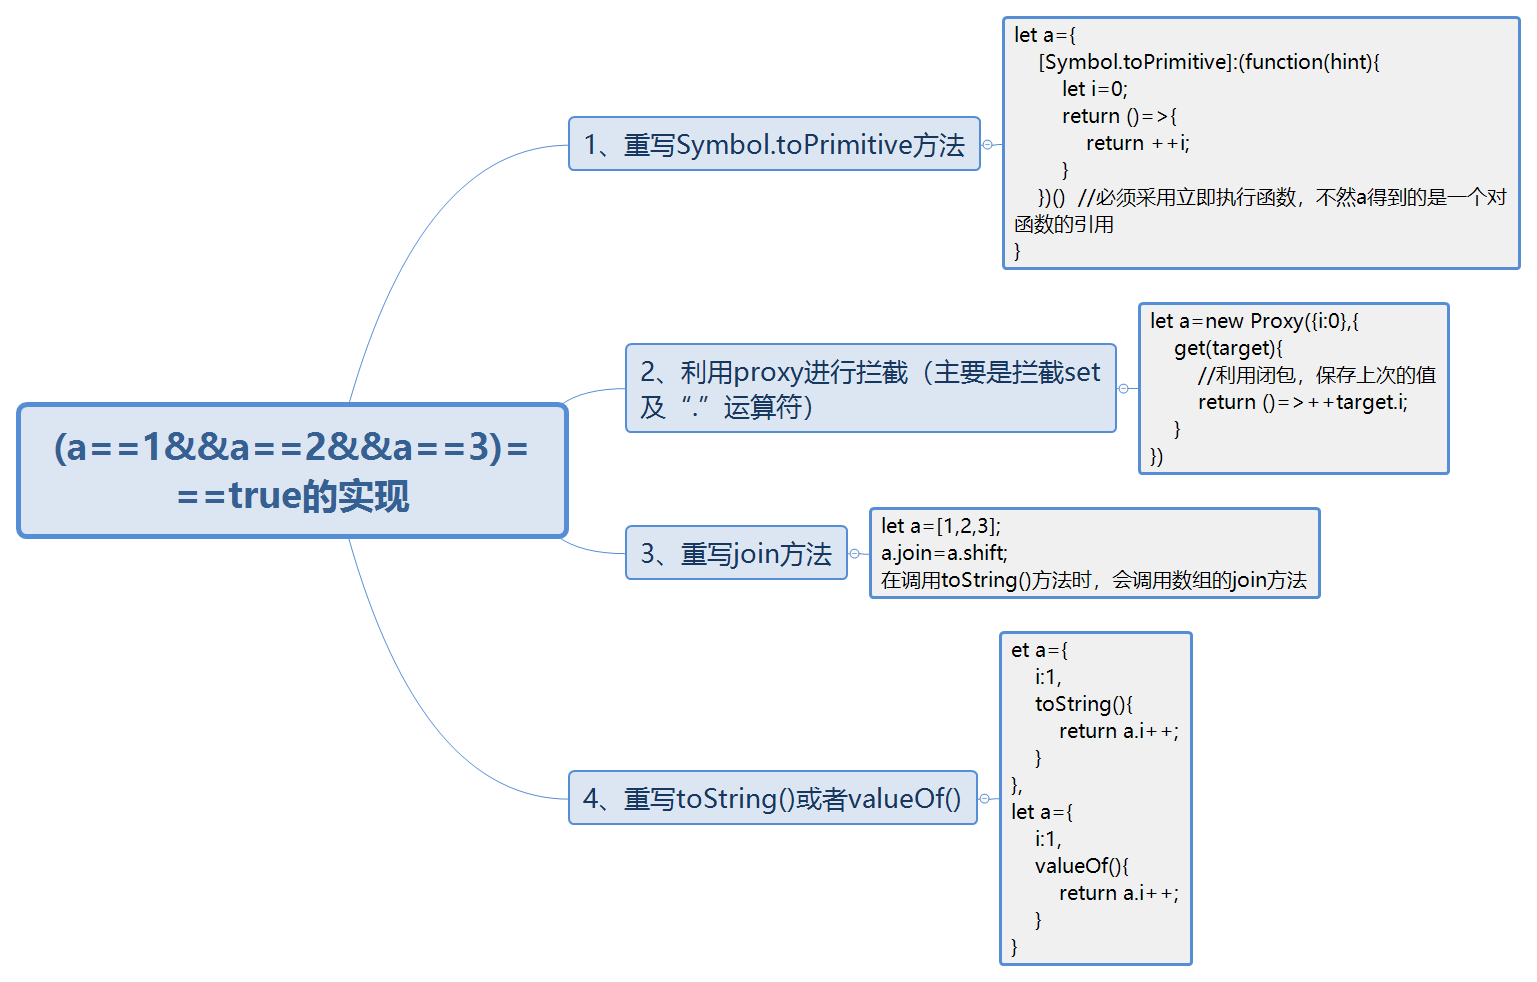 (a==1&&a==2&&a==3)=
==true的实现
1、重写Symbol.toPrimitive方法
let a={
[Symbol.toPrimitive]:(function(hint){
let i=0;
return ()=>{
return ++i;
}
})()  //必须采用立即执行函数，不然a得到的是一个对
函数的引用
}
2、利用proxy进行拦截（主要是拦截set
及“.”运算符）
let a=new Proxy({i:0},{
get(target){
//利用闭包，保存上次的值
return ()=>++target.i;
}
})
3、重写join方法
let a=[1,2,3];
a.join=a.shift;
在调用toString()方法时，会调用数组的join方法
4、重写toString()或者valueOf()
et a={
i:1,
toString(){
return a.i++;
}
},
let a={
i:1,
valueOf(){
return a.i++;
}
}